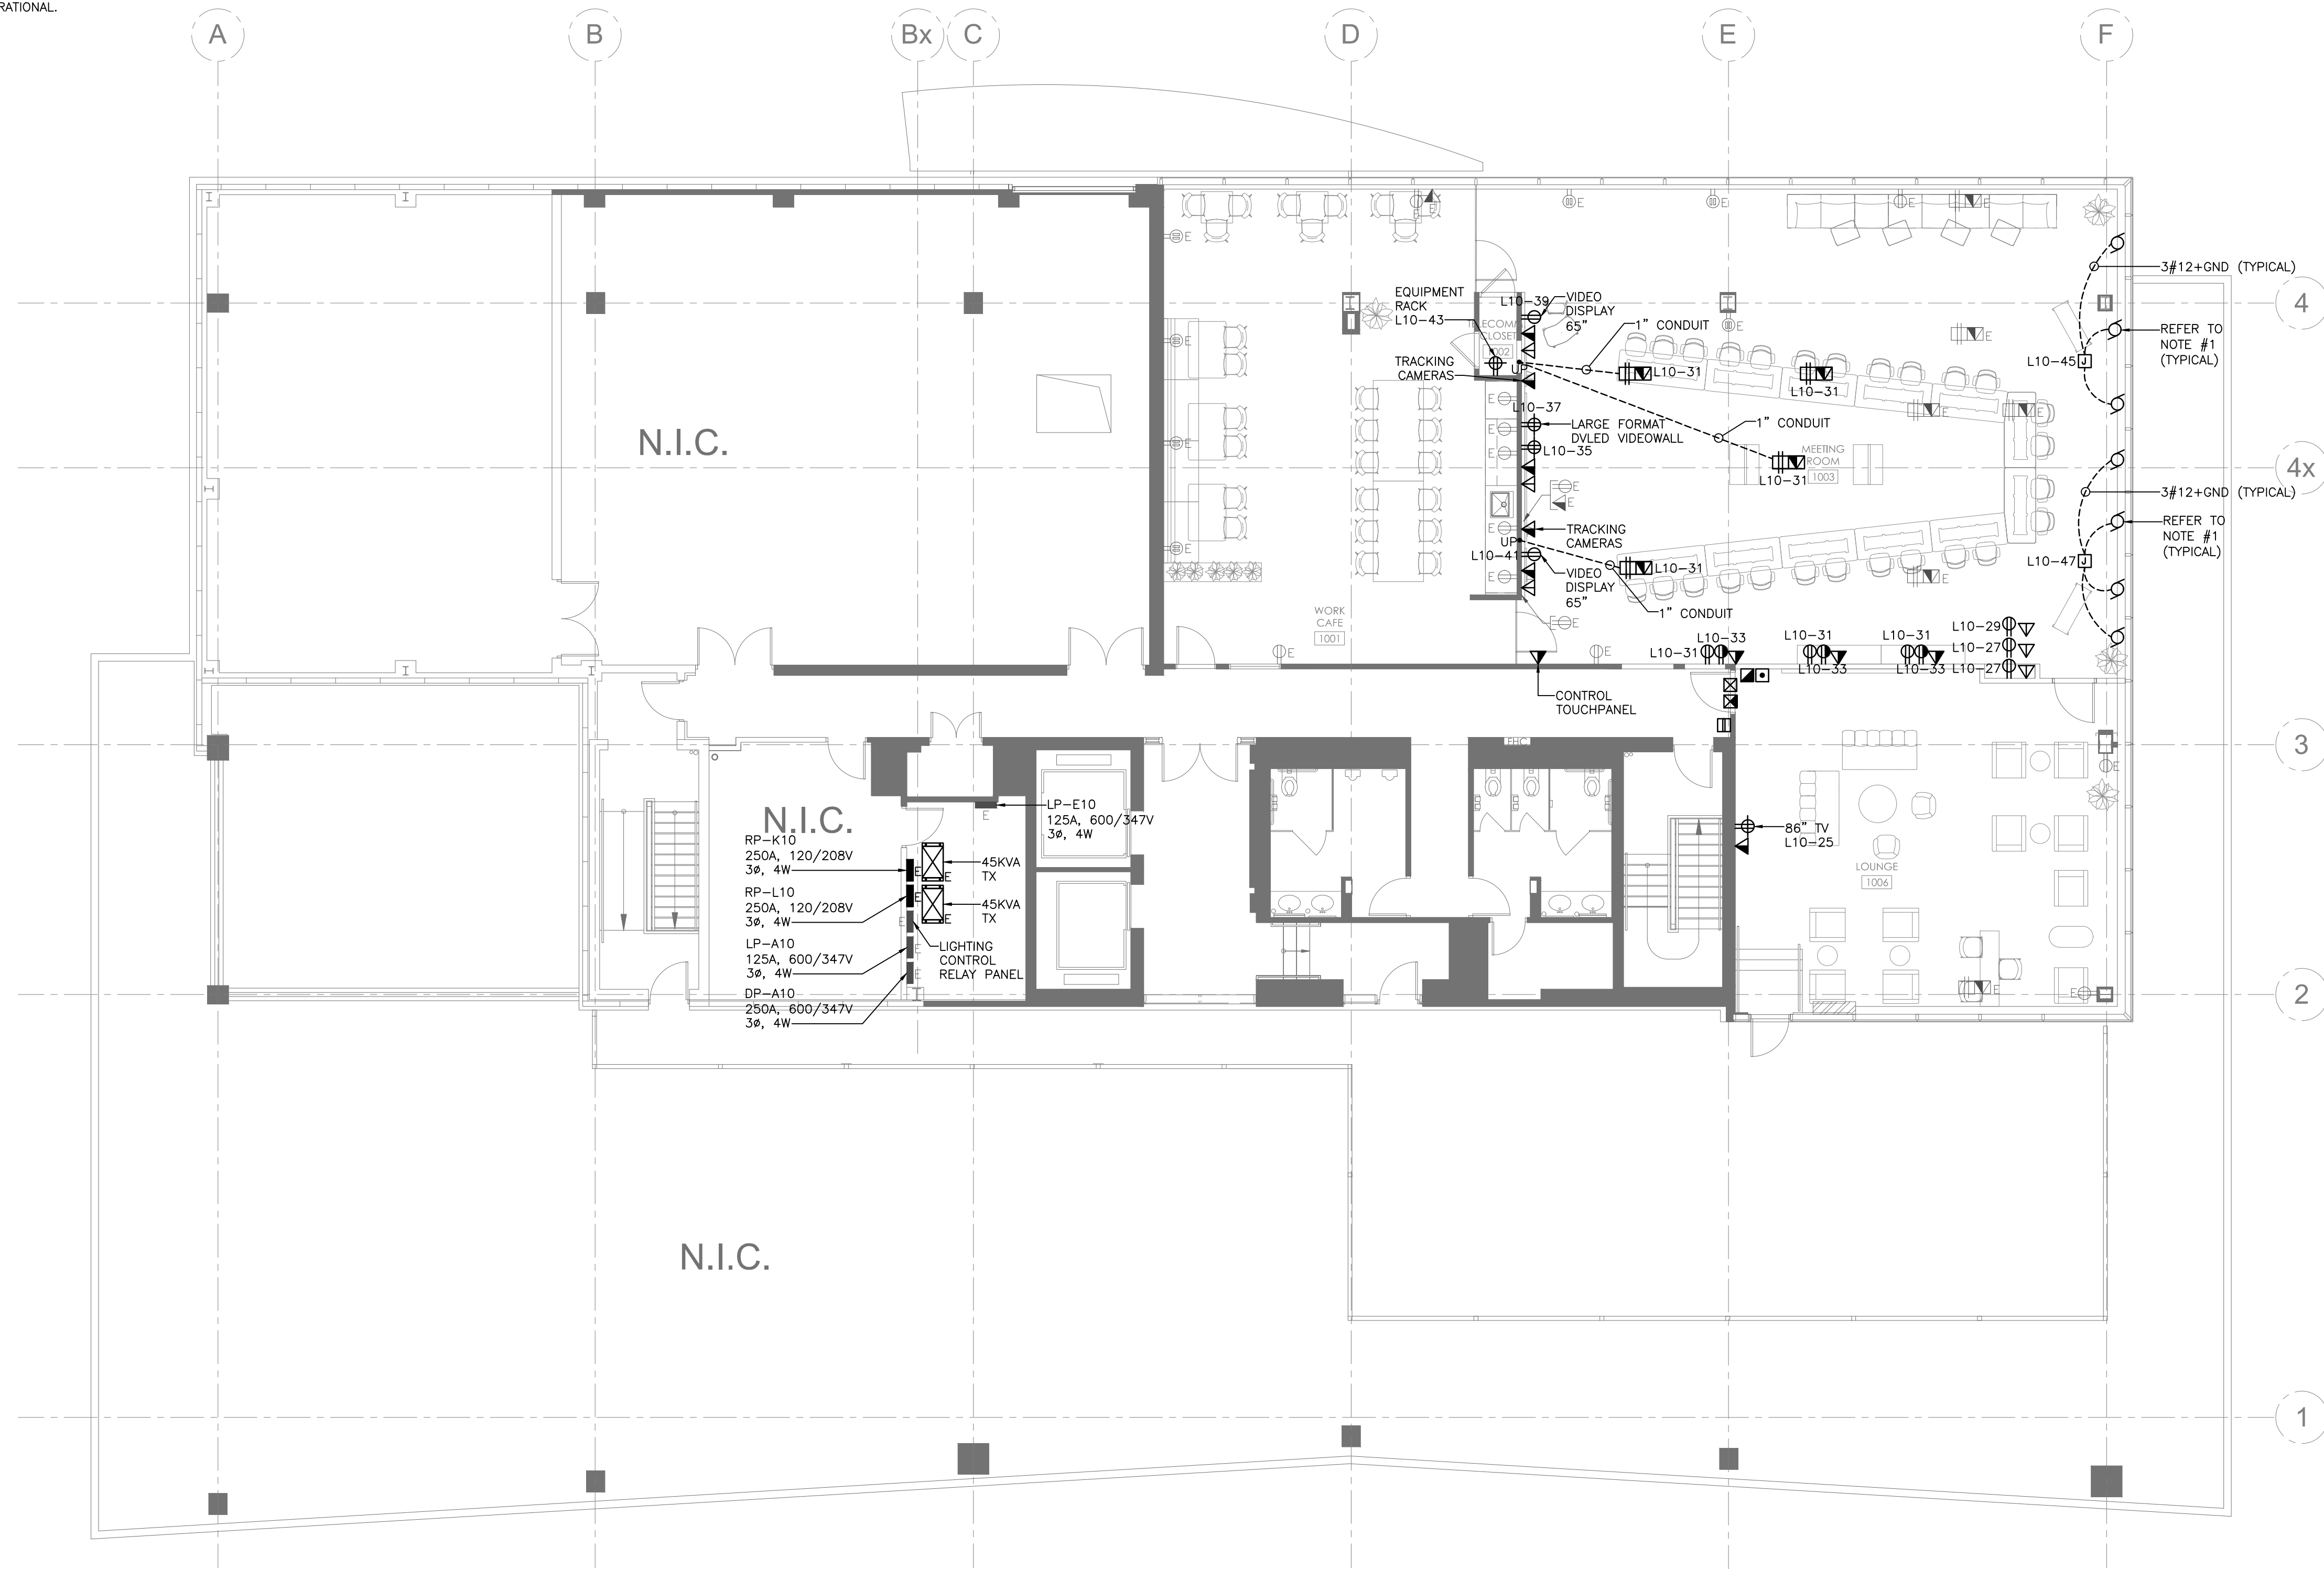 RATIONAL.
A
B
Bx
C
D
E
F
4
4x
3
2
1
N.I.C.
N.I.C.
N.I.C.
E
E
E
E
E
E
E
E
E
E
EQUIPMENT
RACK
L10-43
L10-39
VIDEO
DISPLAY
65"
CLOSET
1002
UP
1" CONDUIT
TRACKING
CAMERAS
L10-31
L10-31
L10-37
LARGE FORMAT
DVLED VIDEOWALL
L10-35
1" CONDUIT
MEETING
ROOM
1003
L10-31
E
E
E
E
E
E
E
E
E
E
E
TRACKING
CAMERAS
UP
L10-41
VIDEO
DISPLAY
65"
L10-31
1" CONDUIT
WORK
CAFE
1001
E
E
E
E
3#12+GND (TYPICAL)
REFER TO
NOTE #1
(TYPICAL)
L10-45
J
3#12+GND (TYPICAL)
REFER TO
NOTE #1
(TYPICAL)
L10-47
J
L10-33
L10-31
L10-31
L10-33
L10-31
L10-33
L10-29
L10-27
L10-27
CONTROL
TOUCHPANEL
FHC
86" TV
L10-25
LOUNGE
1006
E
E
E
LP-E10
125A, 600/347V
3ø, 4W
E
RP-K10
250A, 120/208V
3ø, 4W
E
E
45KVA
TX
RP-L10
250A, 120/208V
3ø, 4W
E
E
45KVA
TX
E
LIGHTING
CONTROL
RELAY PANEL
LP-A10
125A, 600/347V
3ø, 4W
E
DP-A10
250A, 600/347V
3ø, 4W
E